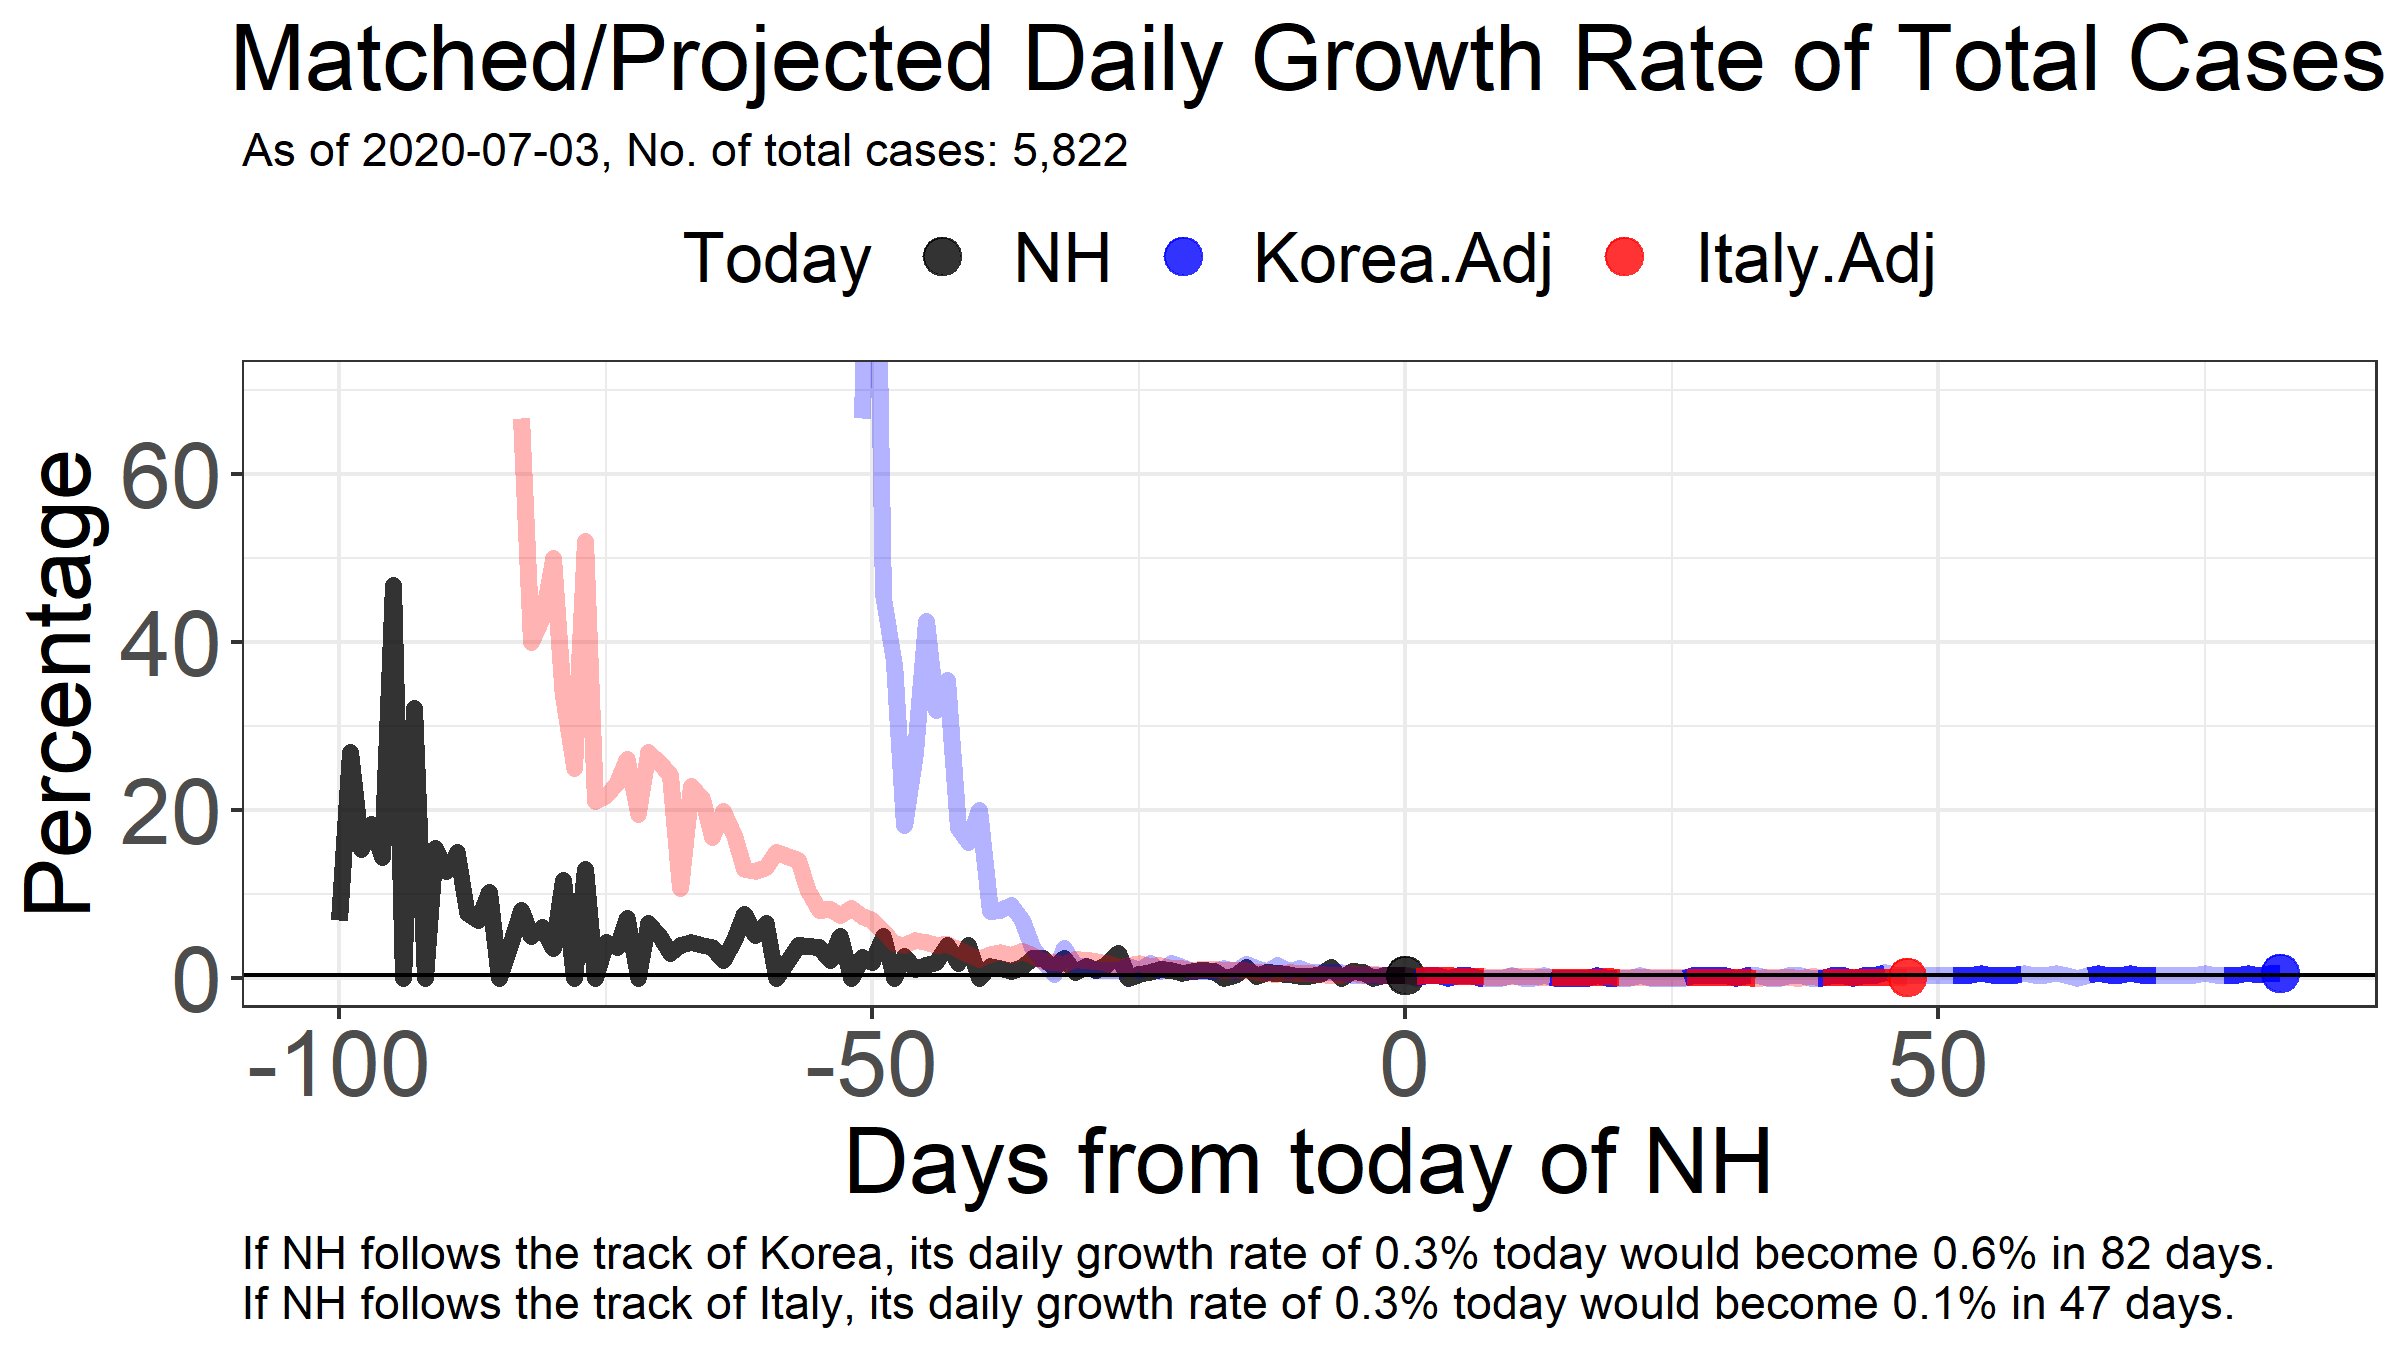 Matched/Projected Daily Growth Rate of Total Cases
As of 2020-07-03, No. of total cases: 5,822
Today NH Korea.Adj Italy.Adj
Percentage
60
40
20
0
-100 -50 0 50
Days from today of NH
If NH follows the track of Korea, its daily growth rate of 0.3% today would become 0.6% in 82 days.
If NH follows the track of Italy, its daily growth rate of 0.3% today would become 0.1% in 47 days.